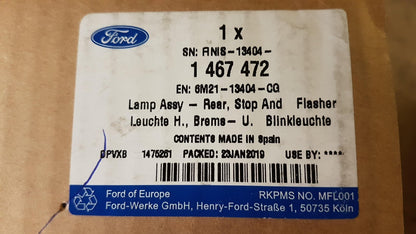 Ford
1 x
SN: FINIS-13404-
1 467 472
EN: 6M21-13404-CG
Lamp Assy - Rear, Stop And Flasher
Leuchte H., Brems- U. Blinkleuchte
CONTENTS MADE IN Spain
BPVXB 1475261 PACKED: 23JAN2019 USE BY: ****
Ford of Europe RKPMS NO. MFL001
Ford-Werke GmbH, Henry-Ford-Straße 1, 50735 Köln